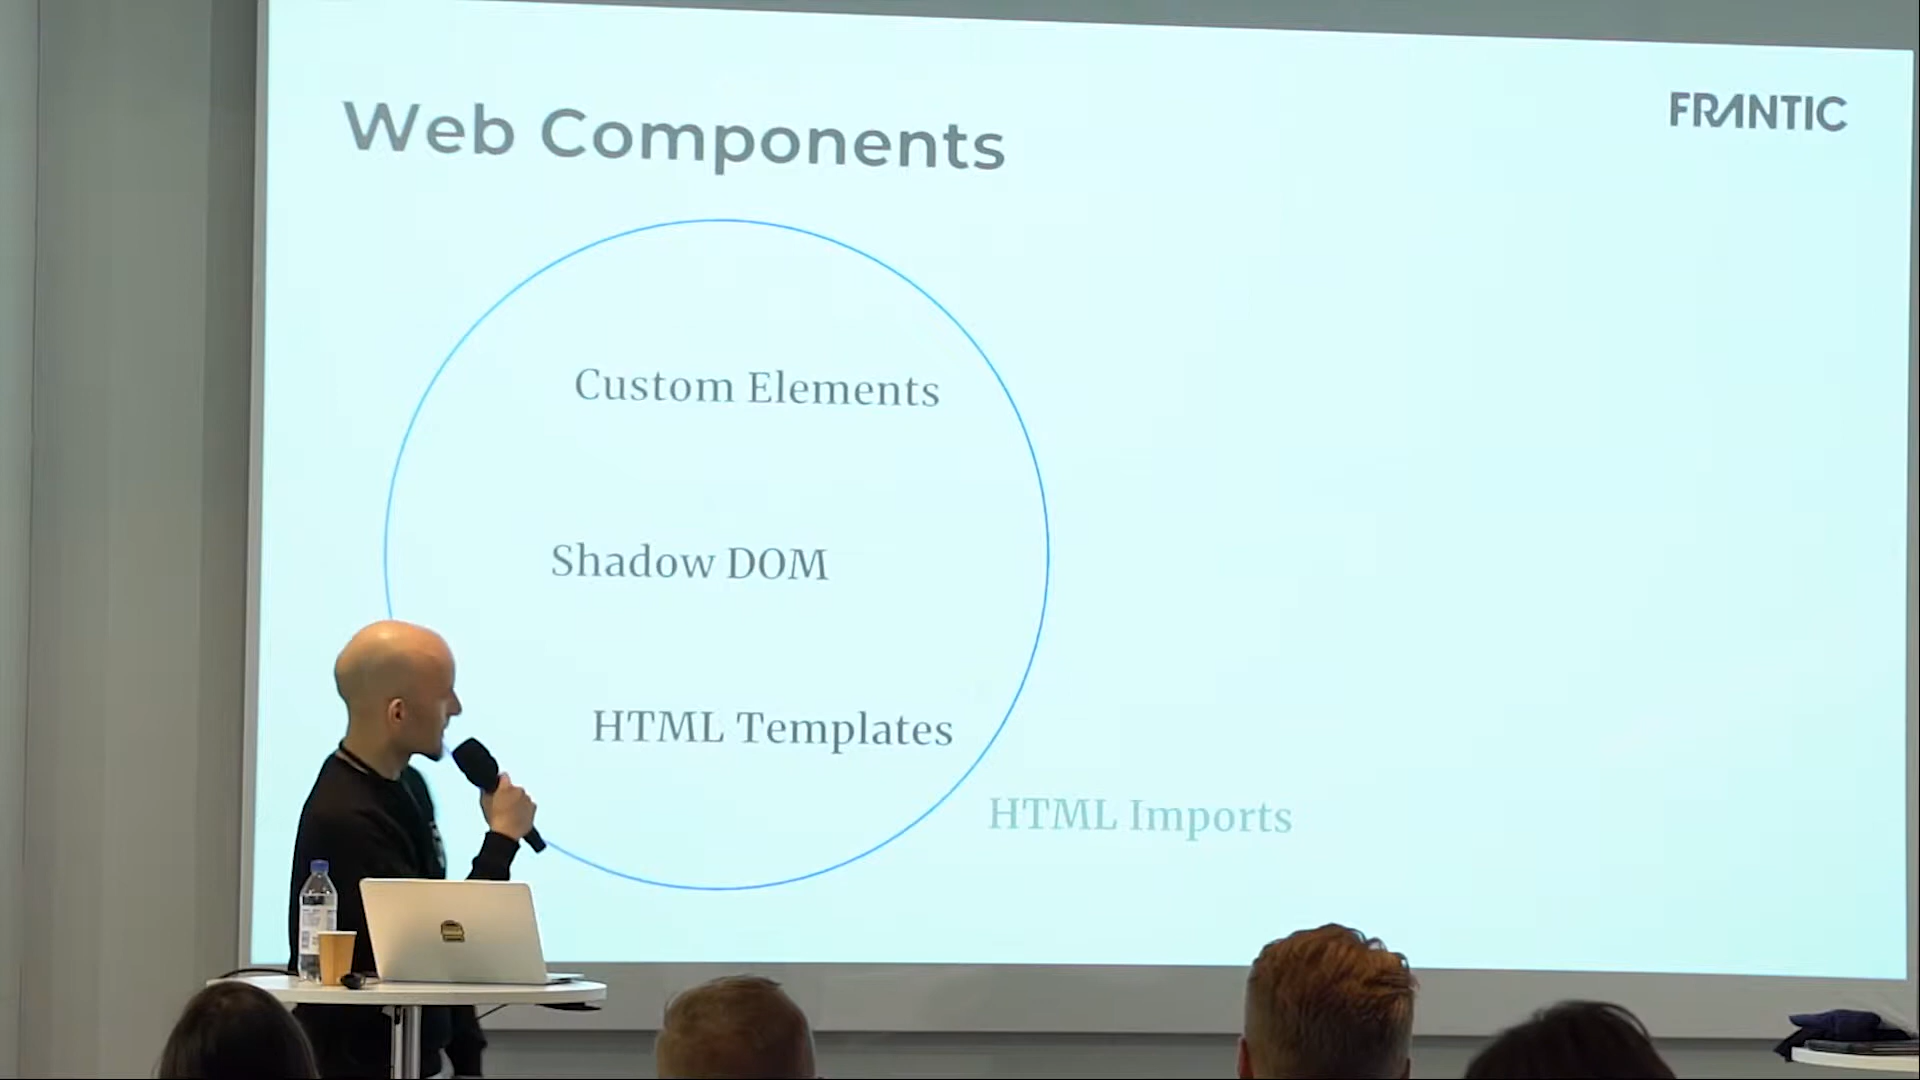 Web Components
FRANTIC
Custom Elements
Shadow DOM
HTML Templates
HTML Imports